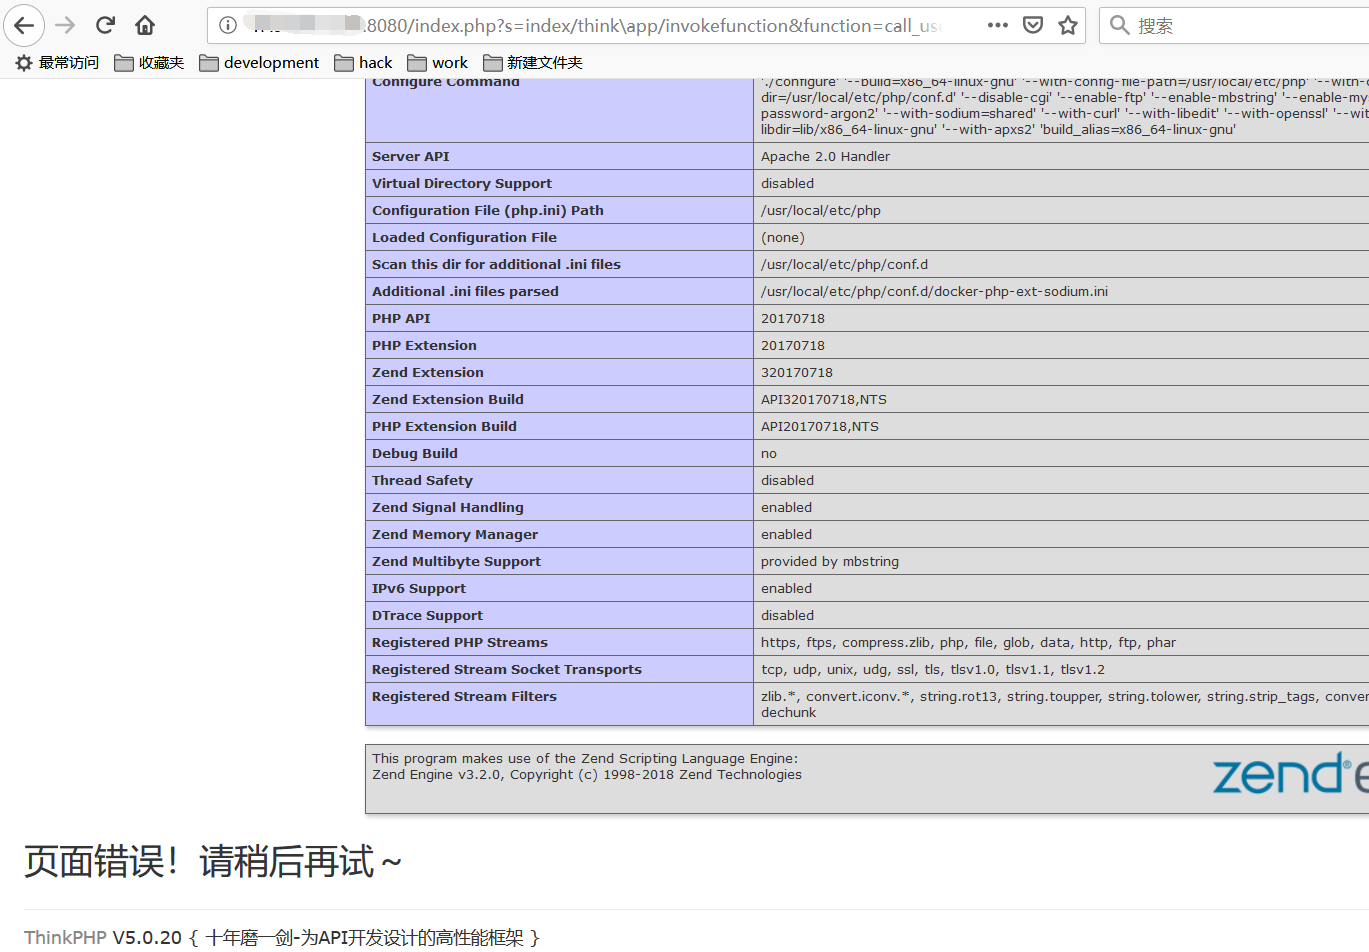 :8080/index.php?s=index/think\app/invokefunction&function=call_us
搜索
最常访问 收藏夹 development hack work 新建文件夹
Configure Command './configure' '--build=x86_64-linux-gnu' '--with-config-file-path=/usr/local/etc/php' '--with-
dir=/usr/local/etc/php/conf.d' '--disable-cgi' '--enable-ftp' '--enable-mbstring' '--enable-my
password-argon2' '--with-sodium=shared' '--with-curl' '--with-libedit' '--with-openssl' '--wit
libdir=lib/x86_64-linux-gnu' '--with-apxs2' 'build_alias=x86_64-linux-gnu'
Server API Apache 2.0 Handler
Virtual Directory Support disabled
Configuration File (php.ini) Path /usr/local/etc/php
Loaded Configuration File (none)
Scan this dir for additional .ini files /usr/local/etc/php/conf.d
Additional .ini files parsed /usr/local/etc/php/conf.d/docker-php-ext-sodium.ini
PHP API 20170718
PHP Extension 20170718
Zend Extension 320170718
Zend Extension Build API320170718,NTS
PHP Extension Build API20170718,NTS
Debug Build no
Thread Safety disabled
Zend Signal Handling enabled
Zend Memory Manager enabled
Zend Multibyte Support provided by mbstring
IPv6 Support enabled
DTrace Support disabled
Registered PHP Streams https, ftps, compress.zlib, php, file, glob, data, http, ftp, phar
Registered Stream Socket Transports tcp, udp, unix, udg, ssl, tls, tlsv1.0, tlsv1.1, tlsv1.2
Registered Stream Filters zlib.*, convert.iconv.*, string.rot13, string.toupper, string.tolower, string.strip_tags, conver
dechunk
This program makes use of the Zend Scripting Language Engine:
Zend Engine v3.2.0, Copyright (c) 1998-2018 Zend Technologies
zend® e
页面错误！请稍后再试～
ThinkPHP V5.0.20 { 十年磨一剑-为API开发设计的高性能框架 }